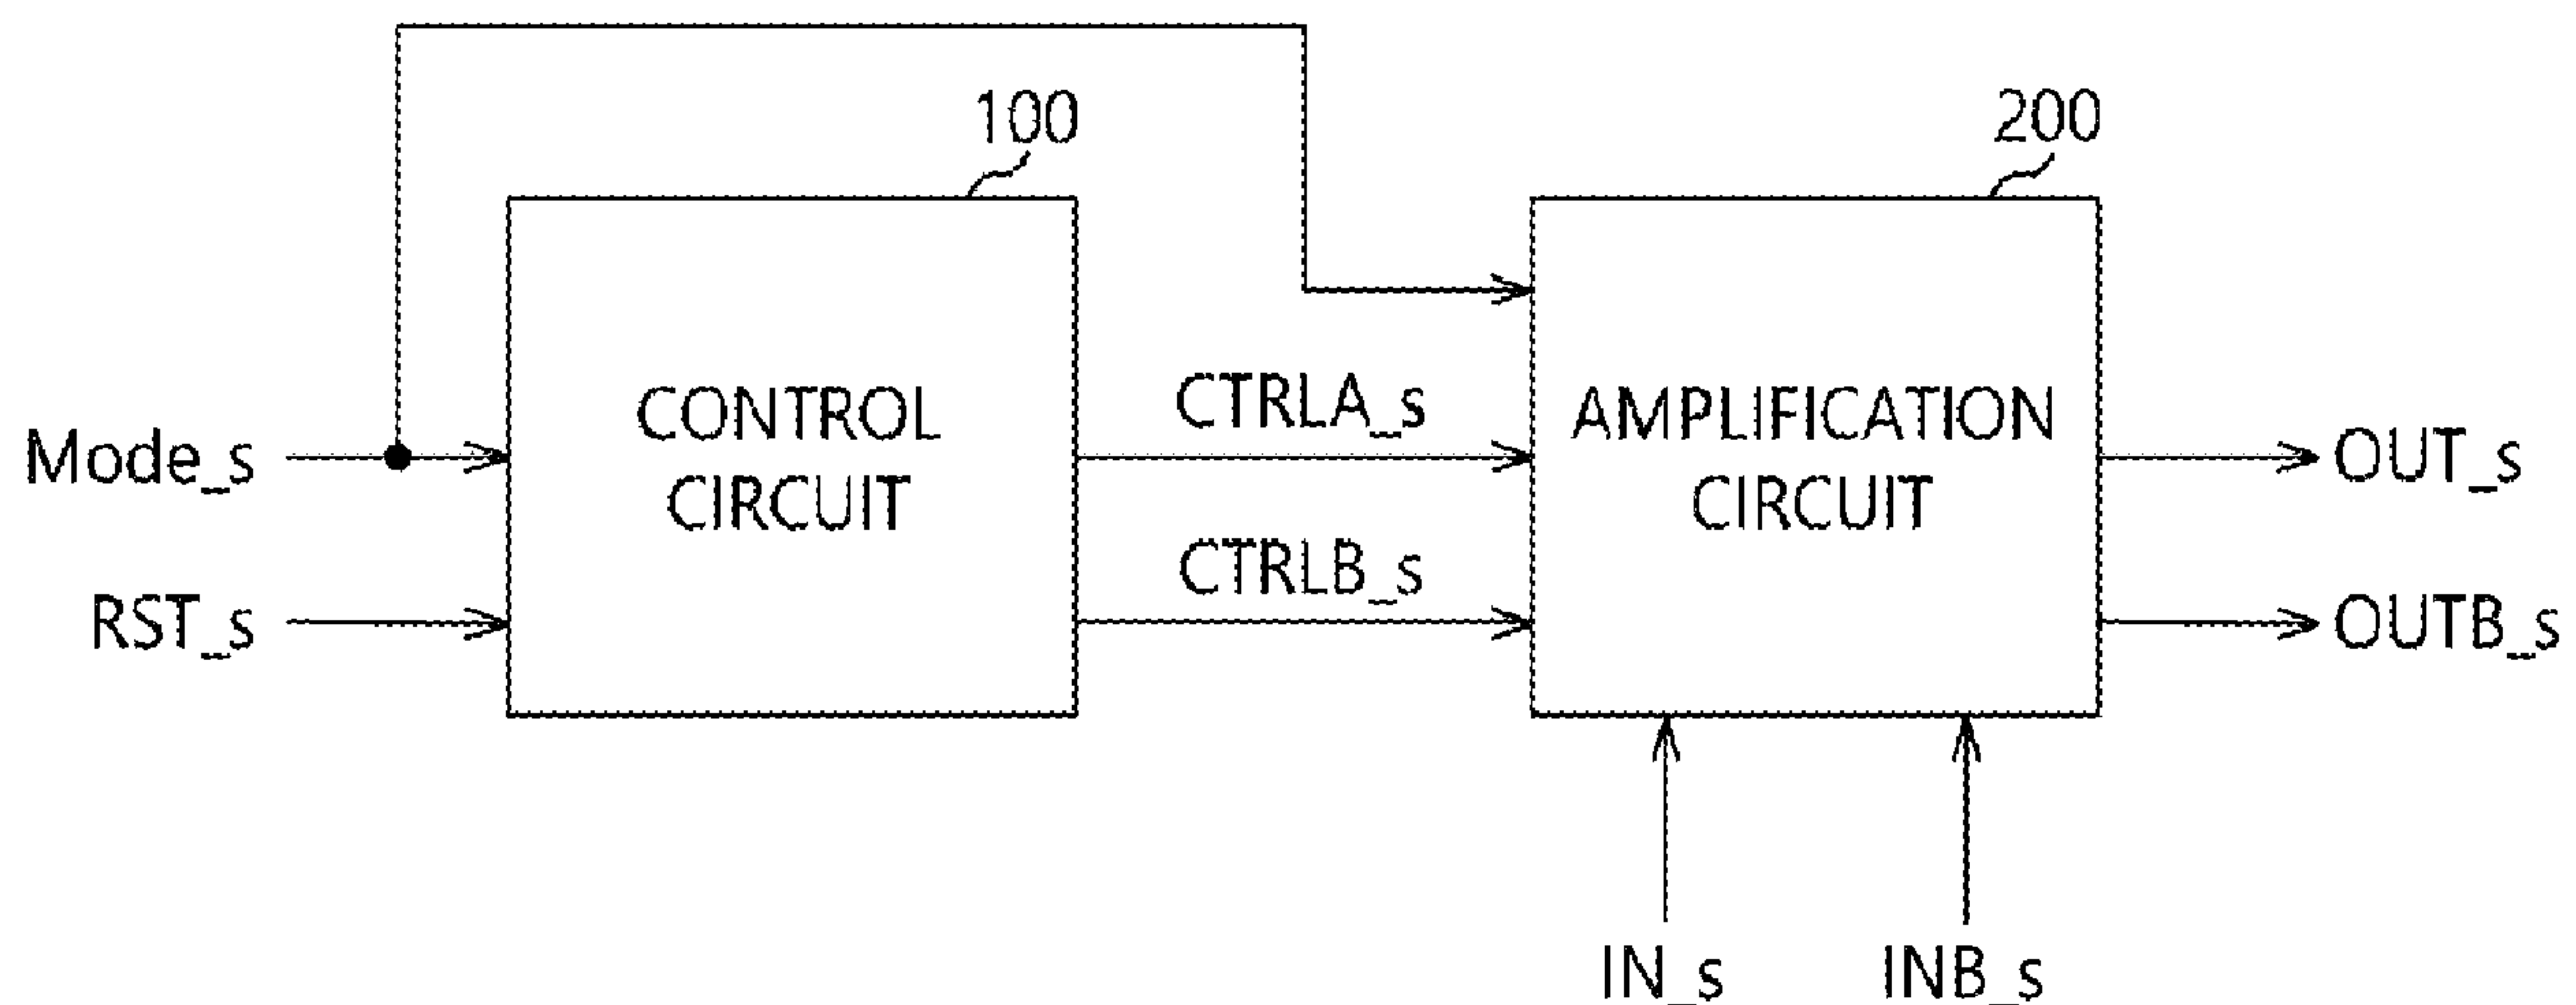 100
200
CONTROL
CIRCUIT
AMPLIFICATION
CIRCUIT
Mode_s
RST_s
CTRLA_s
CTRLB_s
OUT_s
OUTB_s
IN_s
INB_s